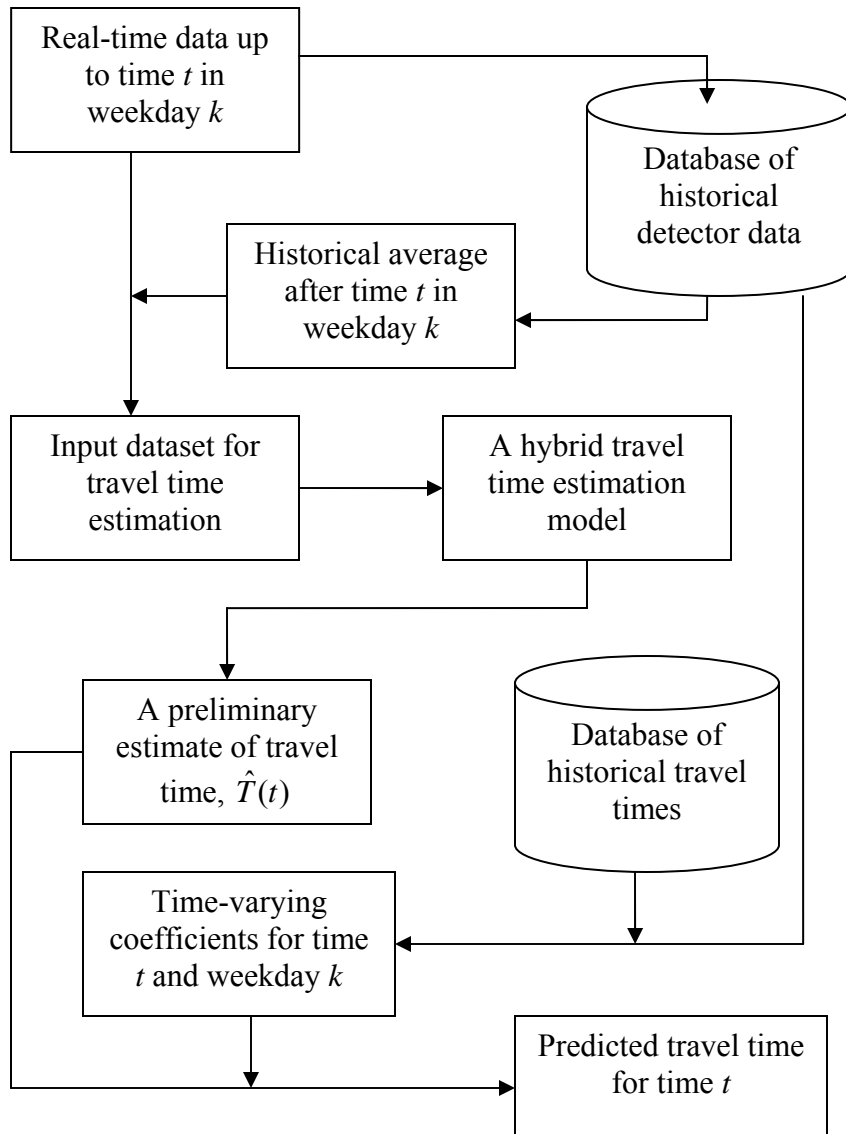 Real-time data up
to time t in
weekday k
Database of
historical
detector data
Historical average
after time t in
weekday k
Input dataset for
travel time
estimation
A hybrid travel
time estimation
model
A preliminary
estimate of travel
time, T̂(t)
Database of
historical travel
times
Time-varying
coefficients for time
t and weekday k
Predicted travel time
for time t